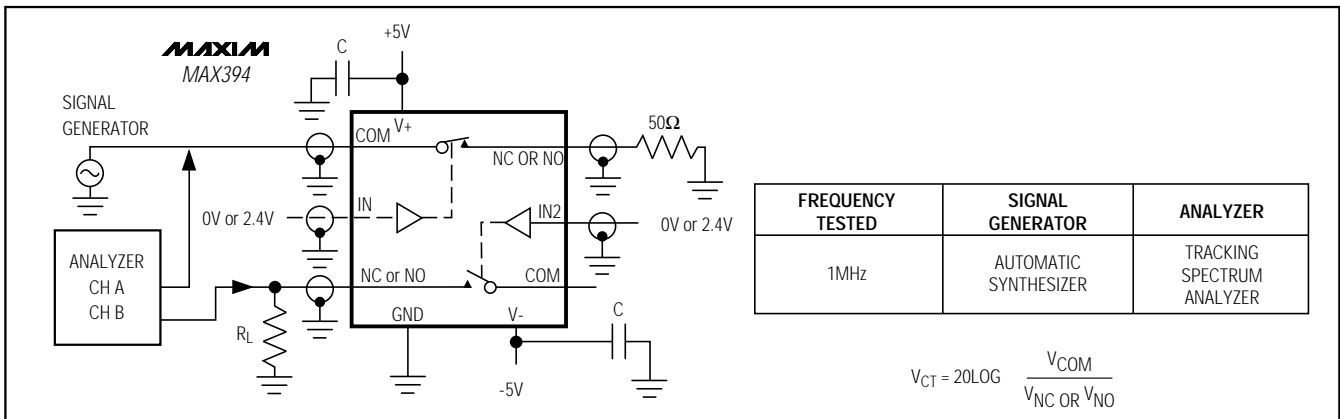 MAXIM
MAX394
+5V
C
SIGNAL
GENERATOR
V+
COM
50Ω
NC OR NO
IN
IN2
0V or 2.4V
0V or 2.4V
ANALYZER
CH A
CH B
NC or NO
COM
RL
GND
V-
C
-5V
FREQUENCY TESTED
SIGNAL GENERATOR
ANALYZER
1MHz
AUTOMATIC SYNTHESIZER
TRACKING SPECTRUM ANALYZER
VCT = 20LOG VCOM
VNC OR VNO